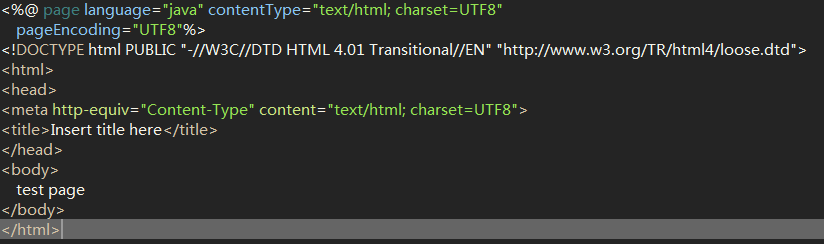 <%@ page language="java" contentType="text/html; charset=UTF8"
pageEncoding="UTF8"%>
<!DOCTYPE html PUBLIC "-//W3C//DTD HTML 4.01 Transitional//EN" "http://www.w3.org/TR/html4/loose.dtd">
<html>
<head>
<meta http-equiv="Content-Type" content="text/html; charset=UTF8">
<title>Insert title here</title>
</head>
<body>
test page
</body>
</html>